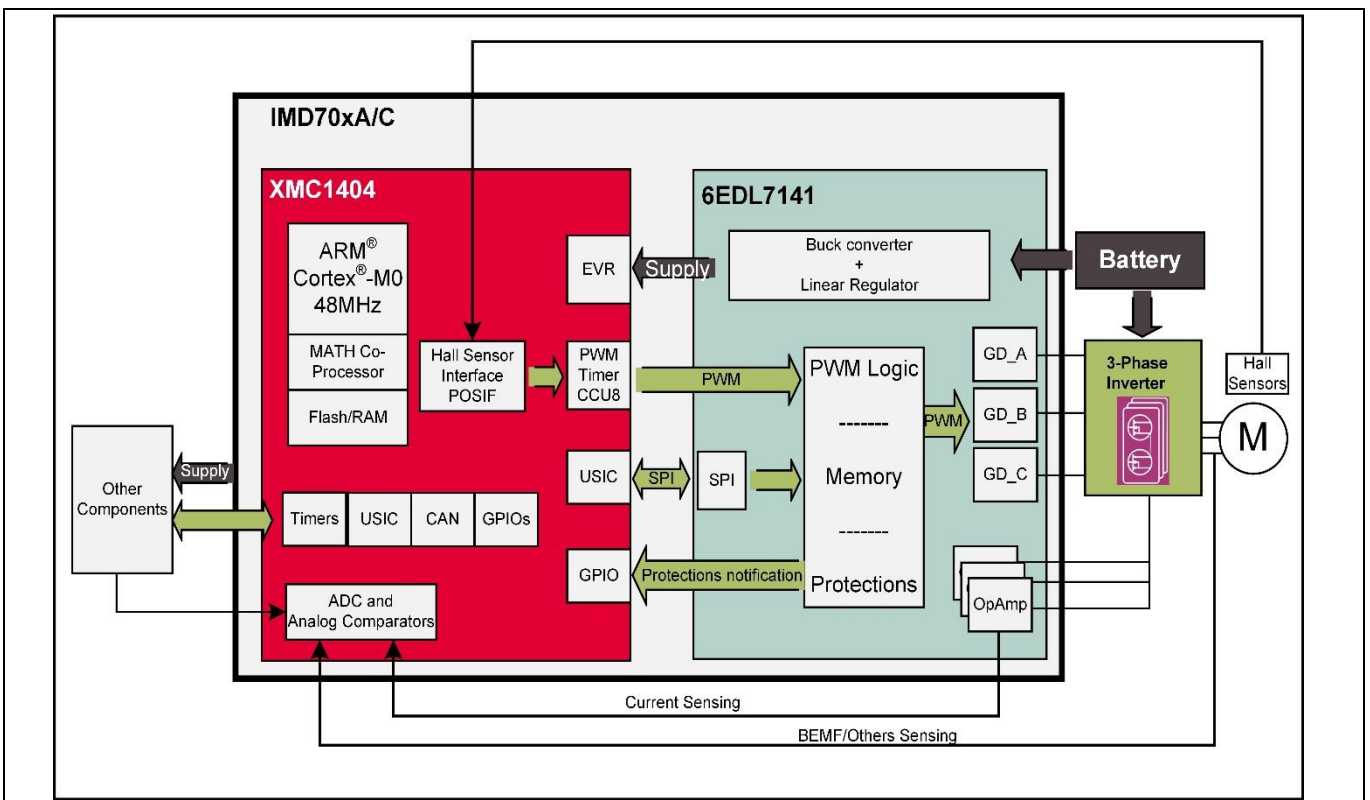 IMD70xA/C
XMC1404
ARM®
Cortex®-M0
48MHz
MATH Co-
Processor
Flash/RAM
Hall Sensor
Interface
POSIF
EVR
PWM
Timer
CCU8
USIC
GPIO
Timers
USIC
CAN
GPIOs
ADC and
Analog Comparators
Supply
PWM
SPI
Protections notification
6EDL7141
Buck converter
+
Linear Regulator
SPI
PWM Logic
-------
Memory
-------
Protections
PWM
GD_A
GD_B
GD_C
OpAmp
Battery
3-Phase
Inverter
Hall
Sensors
M
Supply
Other
Components
Current Sensing
BEMF/Others Sensing